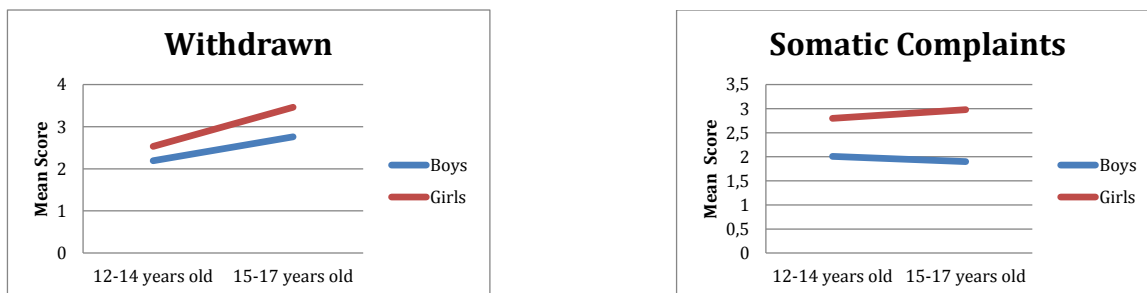 Withdrawn
4
3
2
1
0
Mean Score
12-14 years old 15-17 years old
Boys
Girls
Somatic Complaints
3,5
3
2,5
2
1,5
1
0,5
0
Mean Score
12-14 years old 15-17 years old
Boys
Girls